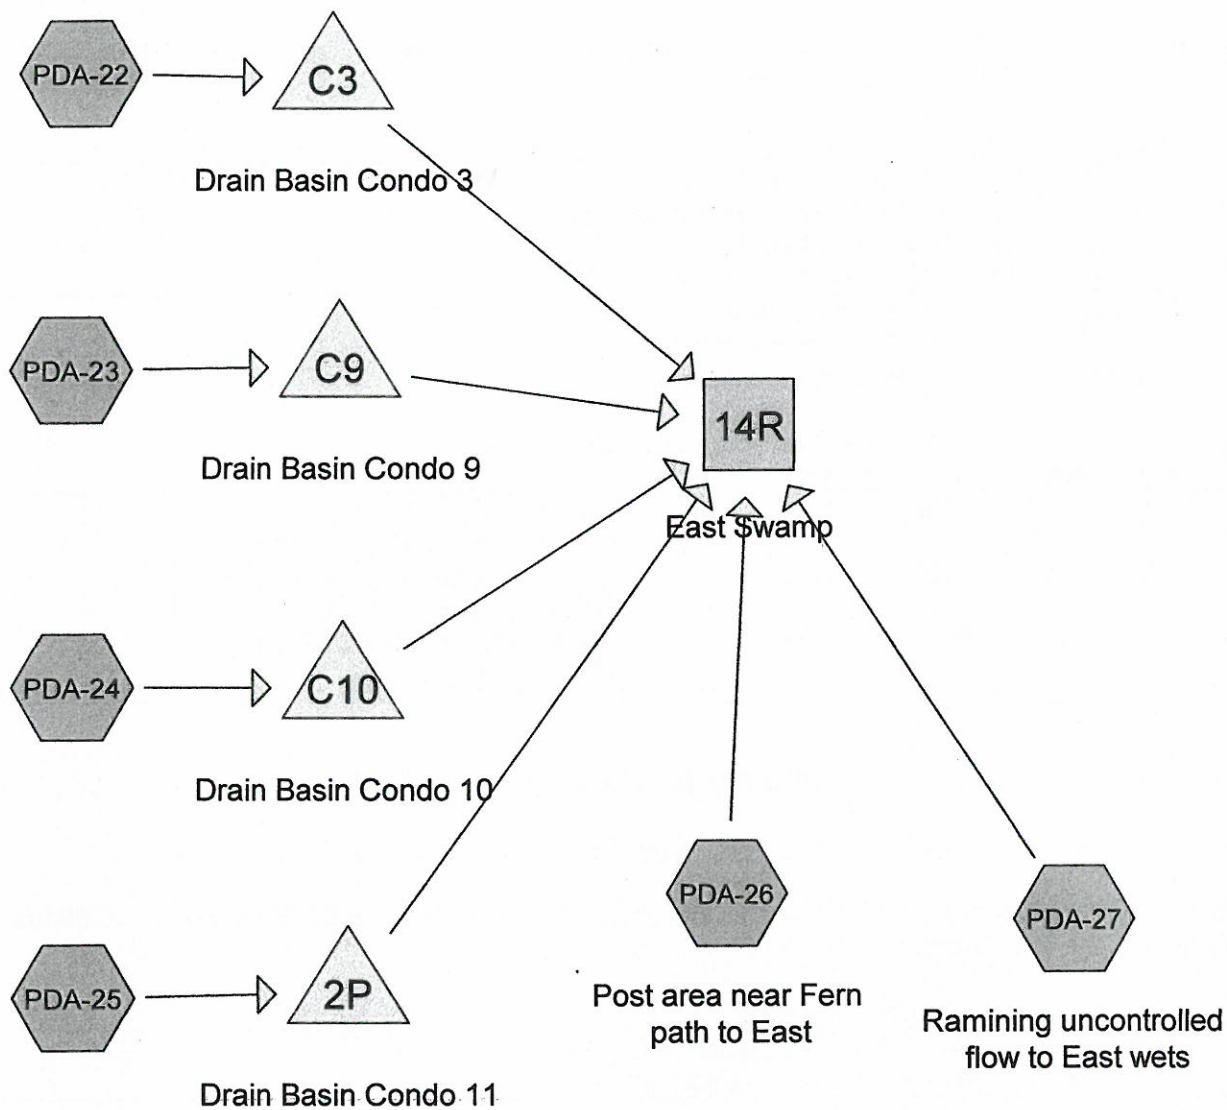 PDA-22
C3
Drain Basin Condo 3
PDA-23
C9
Drain Basin Condo 9
14R
East Swamp
PDA-24
C10
Drain Basin Condo 10
PDA-25
2P
Drain Basin Condo 11
PDA-26
Post area near Fern
path to East
PDA-27
Ramining uncontrolled
flow to East wets